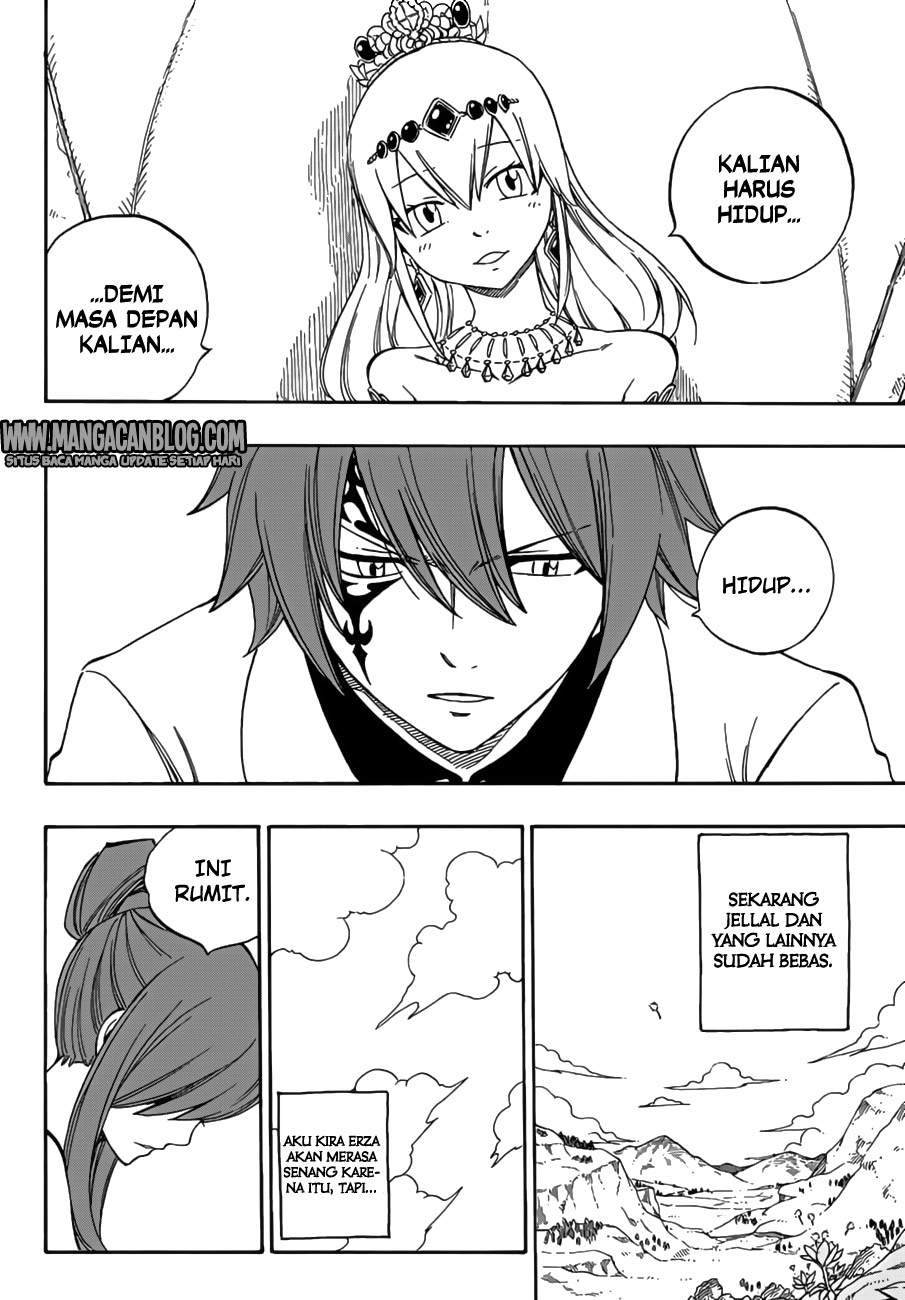 KALIAN
HARUS
HIDUP...
...DEMI
MASA DEPAN
KALIAN...
WWW.MANGACANBLOG.COM
SITUS BACA MANGA UPDATE SETIAP HARI
HIDUP...
SEKARANG
JELLAL DAN
YANG LAINNYA
SUDAH BEBAS.
AKU KIRA ERZA
AKAN MERASA
SENANG KARE-
NA ITU, TAPI...
INI
RUMIT.